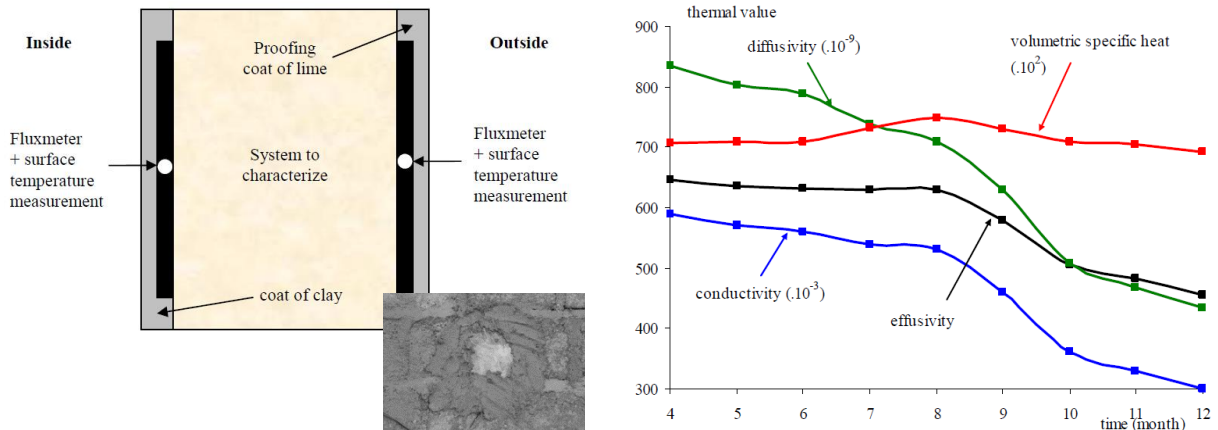 Inside
Proofing
coat of lime
Outside
Fluxmeter
+ surface
temperature
measurement
System to
characterize
Fluxmeter
+ surface
temperature
measurement
coat of clay
thermal value
900
800
700
600
500
400
300
diffusivity (.10⁻⁹)
volumetric specific heat
(.10²)
conductivity (.10⁻³)
effusivity
4 5 6 7 8 9 10 11 12
time (month)